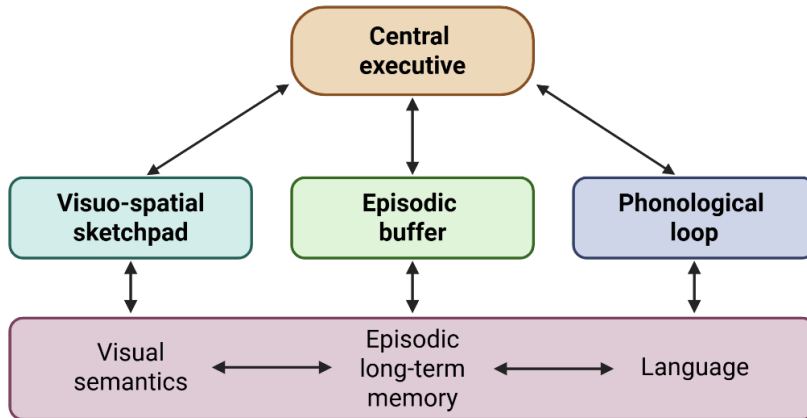 Central
executive
Visuo-spatial
sketchpad
Episodic
buffer
Phonological
loop
Visual
semantics
Episodic
long-term
memory
Language